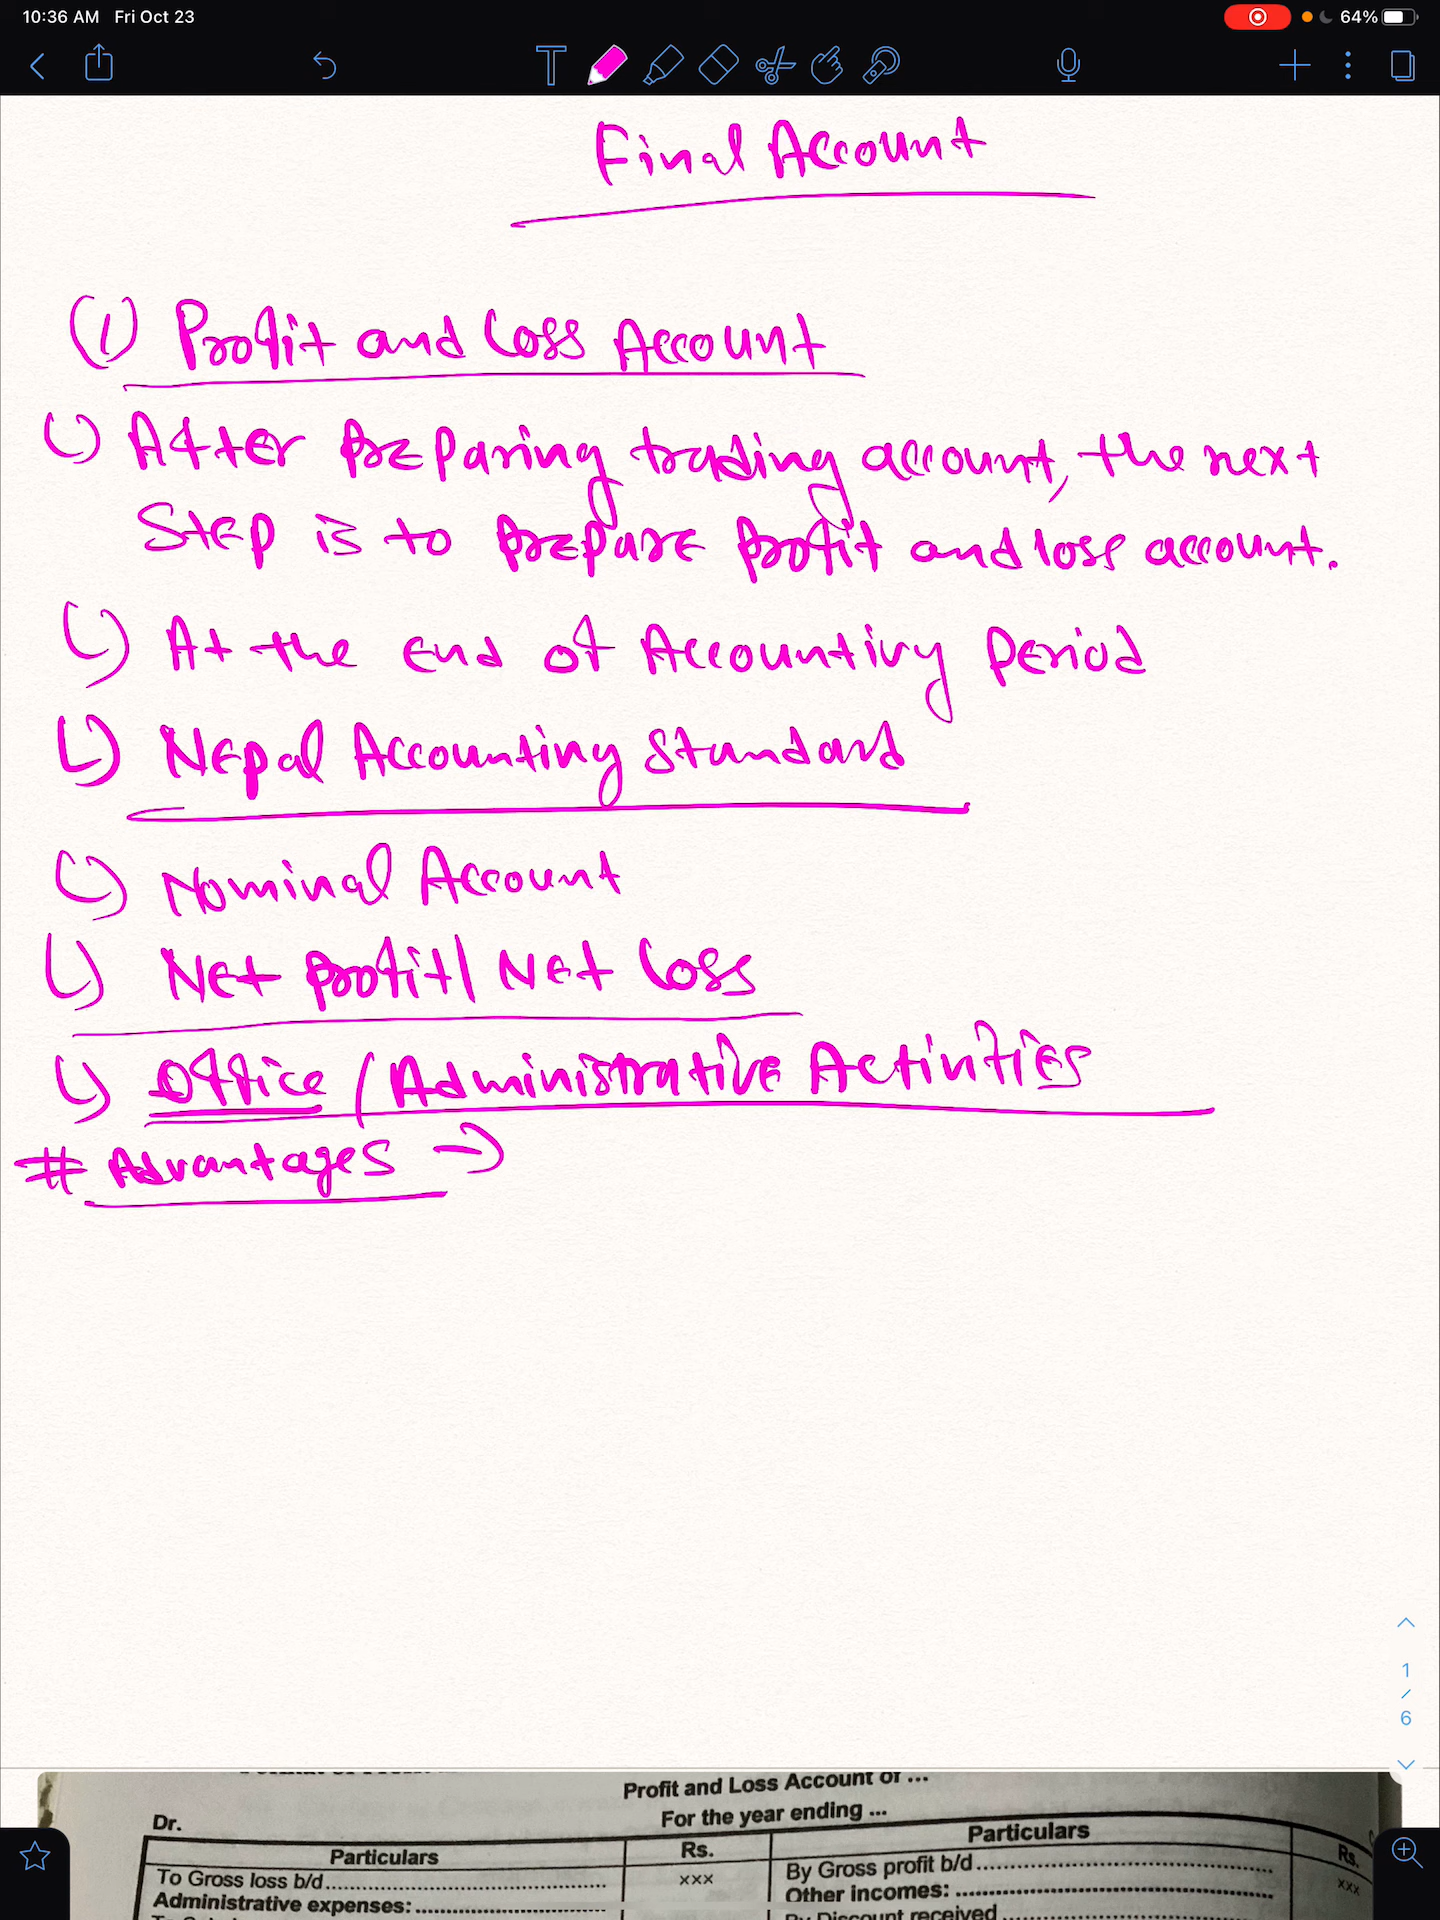 10:36 AM Fri Oct 23
64%
Final Account
(1) Profit and Loss Account
After preparing trading account, the next
step is to prepare profit and loss account.
At the end of Accounting Period
Nepal Accounting Standard
Nominal Account
Net profit/ Net Loss
Office / Administrative Activities
# Advantages →
1
/
6
Profit and Loss Account of ...
For the year ending ...
Dr.
Particulars Rs. Particulars Rs.
To Gross loss b/d ............ xxx By Gross profit b/d ............ xxx
Administrative expenses: ............ Other incomes: ............
By Discount received ............